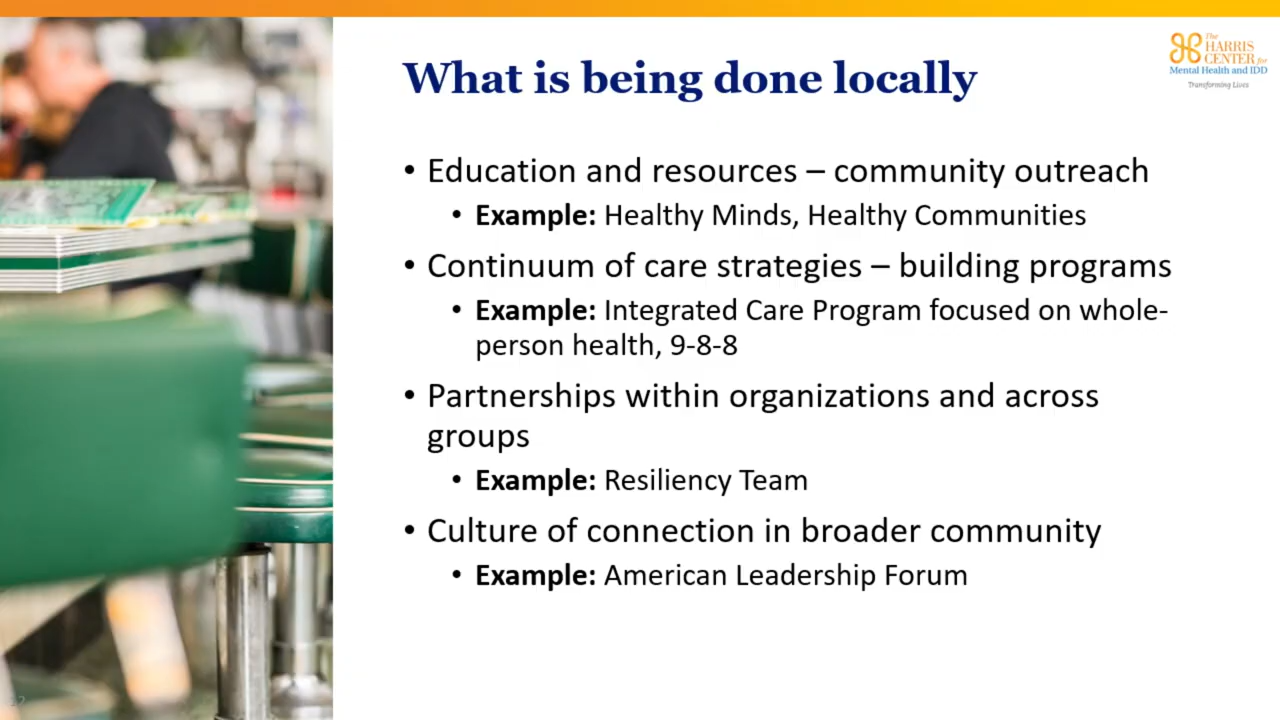 What is being done locally
The
HARRIS
CENTER for
Mental Health and IDD
Transforming Lives
• Education and resources – community outreach
• Example: Healthy Minds, Healthy Communities
• Continuum of care strategies – building programs
• Example: Integrated Care Program focused on whole-
person health, 9-8-8
• Partnerships within organizations and across
groups
• Example: Resiliency Team
• Culture of connection in broader community
• Example: American Leadership Forum